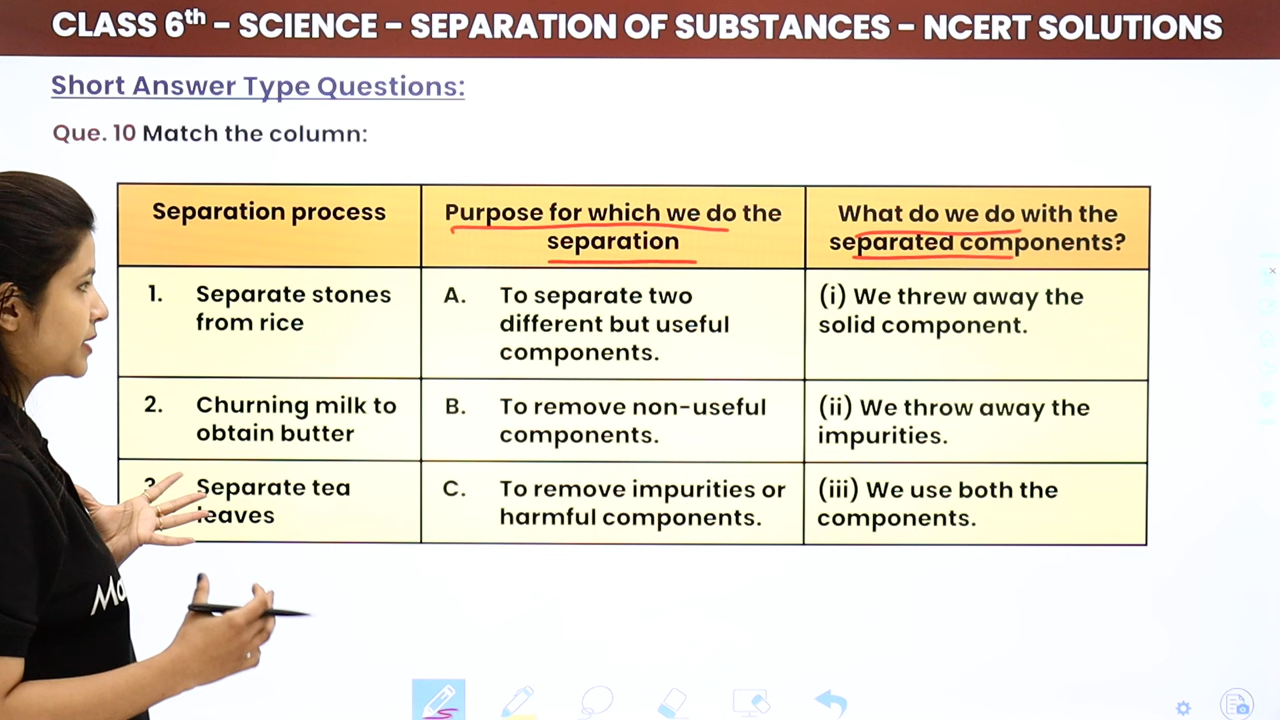 CLASS 6th – SCIENCE – SEPARATION OF SUBSTANCES – NCERT SOLUTIONS
Short Answer Type Questions:
Que. 10 Match the column:
Separation process
Purpose for which we do the
separation
What do we do with the
separated components?
1. Separate stones
from rice
A. To separate two
different but useful
components.
(i) We threw away the
solid component.
2. Churning milk to
obtain butter
B. To remove non-useful
components.
(ii) We throw away the
impurities.
Separate tea
leaves
C. To remove impurities or
harmful components.
(iii) We use both the
components.